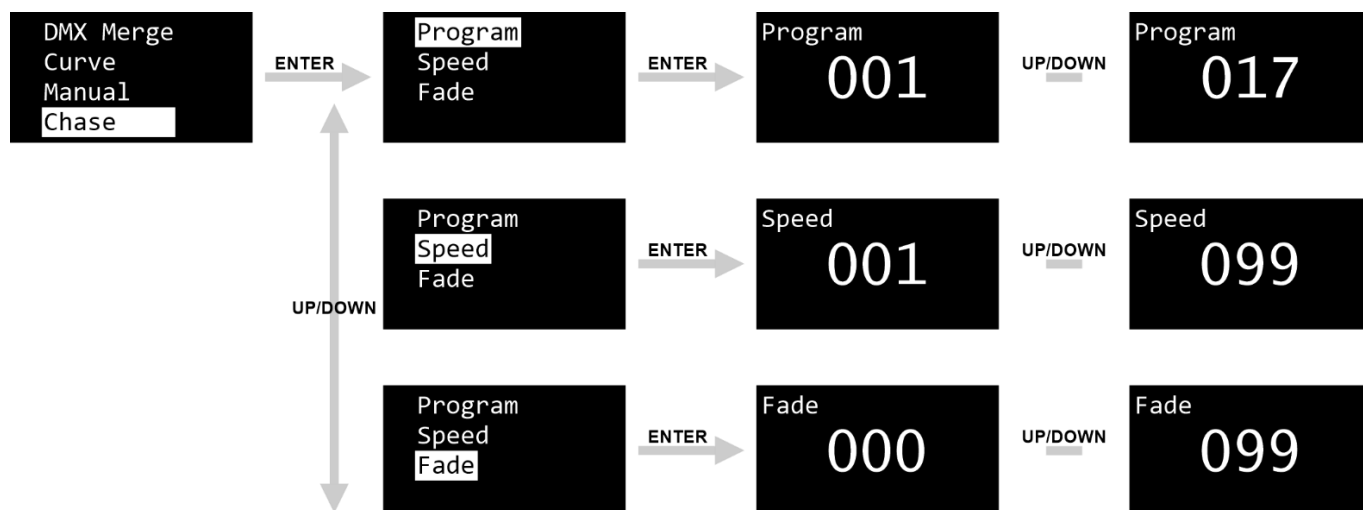 DMX Merge
Curve
Manual
Chase
ENTER
Program
Speed
Fade
ENTER
Program
001
UP/DOWN
Program
017
UP/DOWN
Program
Speed
Fade
ENTER
Speed
001
UP/DOWN
Speed
099
Program
Speed
Fade
ENTER
Fade
000
UP/DOWN
Fade
099